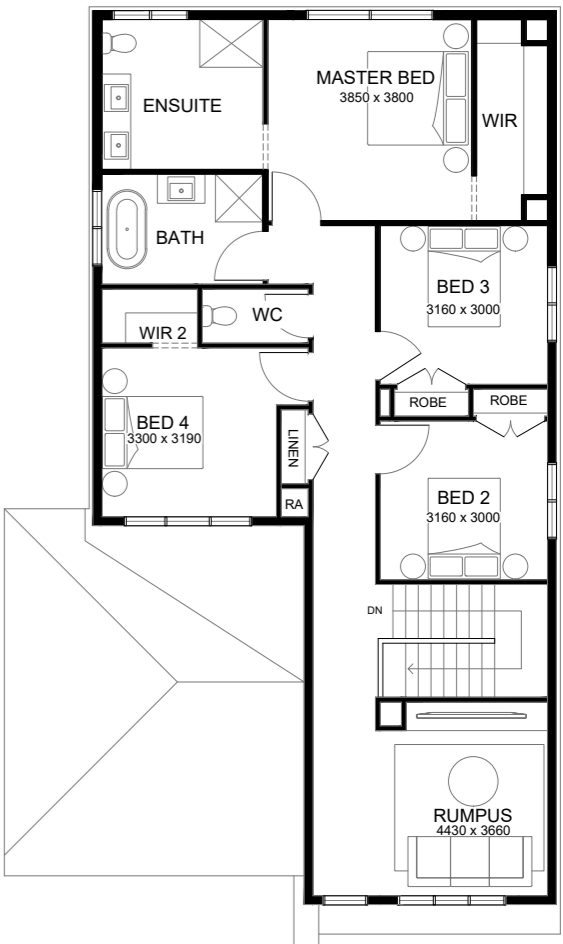 MASTER BED
3850 x 3800
ENSUITE
WIR
BATH
BED 3
3160 x 3000
WC
WIR 2
ROBE
ROBE
BED 4
3300 x 3190
LINEN
RA
BED 2
3160 x 3000
DN
RUMPUS
4430 x 3660